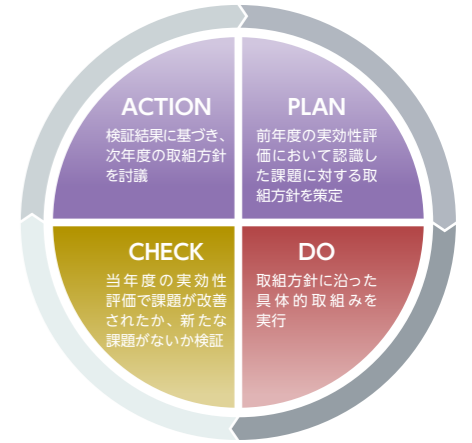 ACTION
検証結果に基づき、
次年度の取組方針
を討議
PLAN
前年度の実効性評
価において認識し
た課題に対する取
組方針を策定
CHECK
当年度の実効性
評価で課題が改善
されたか、新たな
課題がないか検証
DO
取組方針に沿った
具体的取組みを
実行